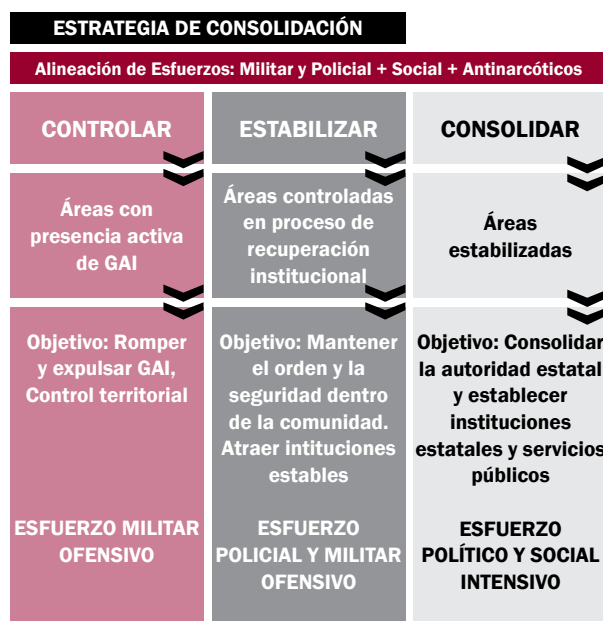 ESTRATEGIA DE CONSOLIDACIÓN
Alineación de Esfuerzos: Militar y Policial + Social + Antinarcóticos
CONTROLAR
Áreas con
presencia activa
de GAI
Objetivo: Romper
y expulsar GAI,
Control territorial
ESFUERZO MILITAR
OFENSIVO
ESTABILIZAR
Áreas controladas
en proceso de
recuperación
institucional
Objetivo: Mantener
el orden y la
seguridad dentro
de la comunidad.
Atraer intituciones
estables
ESFUERZO
POLICIAL Y MILITAR
OFENSIVO
CONSOLIDAR
Áreas
estabilizadas
Objetivo: Consolidar
la autoridad estatal
y establecer
instituciones
estatales y servicios
públicos
ESFUERZO
POLÍTICO Y SOCIAL
INTENSIVO